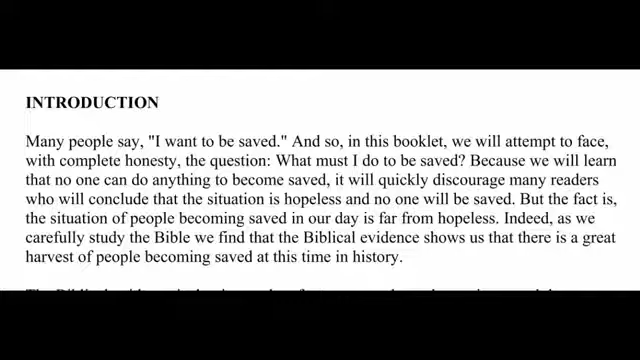 INTRODUCTION
Many people say, "I want to be saved." And so, in this booklet, we will attempt to face,
with complete honesty, the question: What must I do to be saved? Because we will learn
that no one can do anything to become saved, it will quickly discourage many readers
who will conclude that the situation is hopeless and no one will be saved. But the fact is,
the situation of people becoming saved in our day is far from hopeless. Indeed, as we
carefully study the Bible we find that the Biblical evidence shows us that there is a great
harvest of people becoming saved at this time in history.